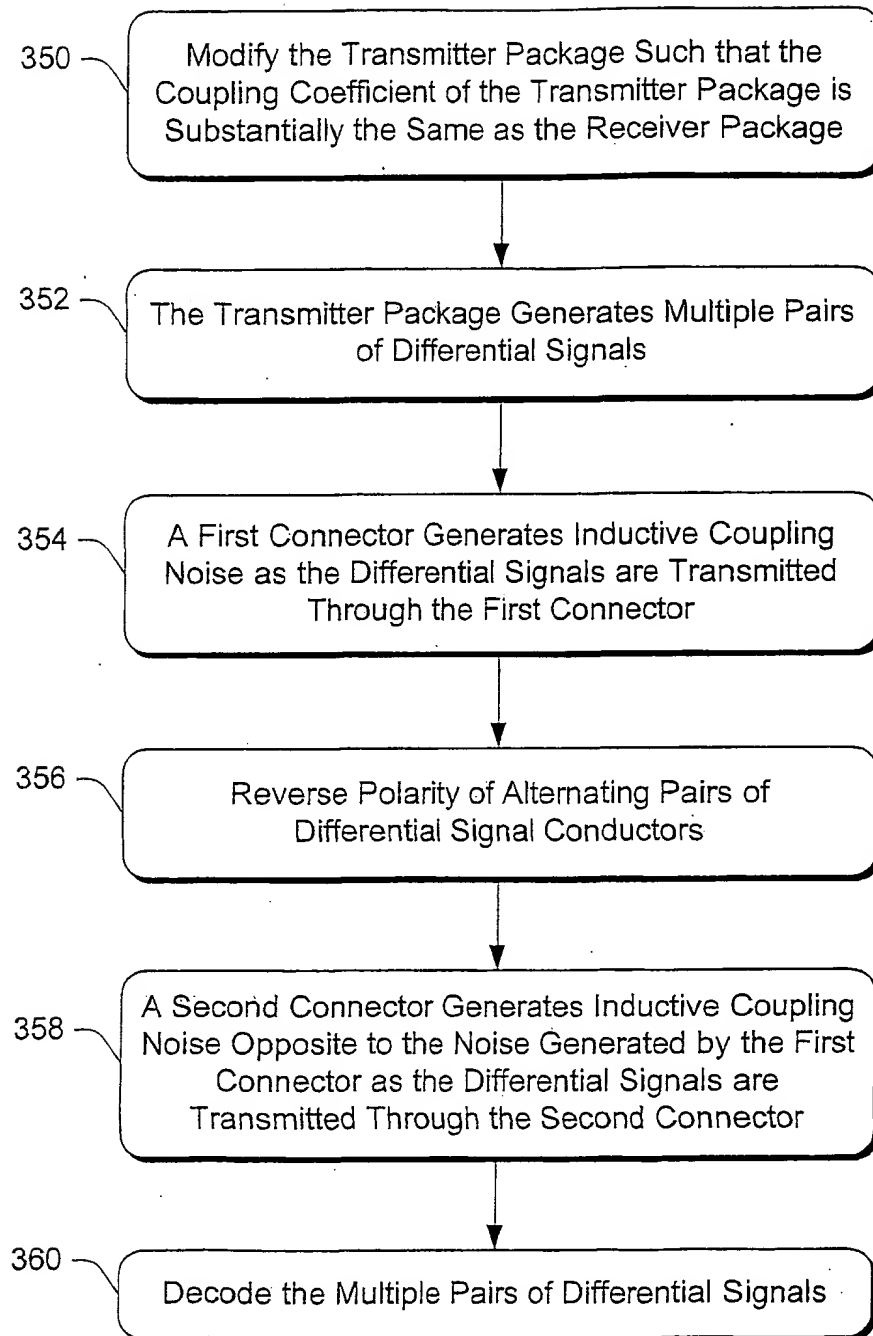 350
Modify the Transmitter Package Such that the
Coupling Coefficient of the Transmitter Package is
Substantially the Same as the Receiver Package
352
The Transmitter Package Generates Multiple Pairs
of Differential Signals
354
A First Connector Generates Inductive Coupling
Noise as the Differential Signals are Transmitted
Through the First Connector
356
Reverse Polarity of Alternating Pairs of
Differential Signal Conductors
358
A Second Connector Generates Inductive Coupling
Noise Opposite to the Noise Generated by the First
Connector as the Differential Signals are
Transmitted Through the Second Connector
360
Decode the Multiple Pairs of Differential Signals